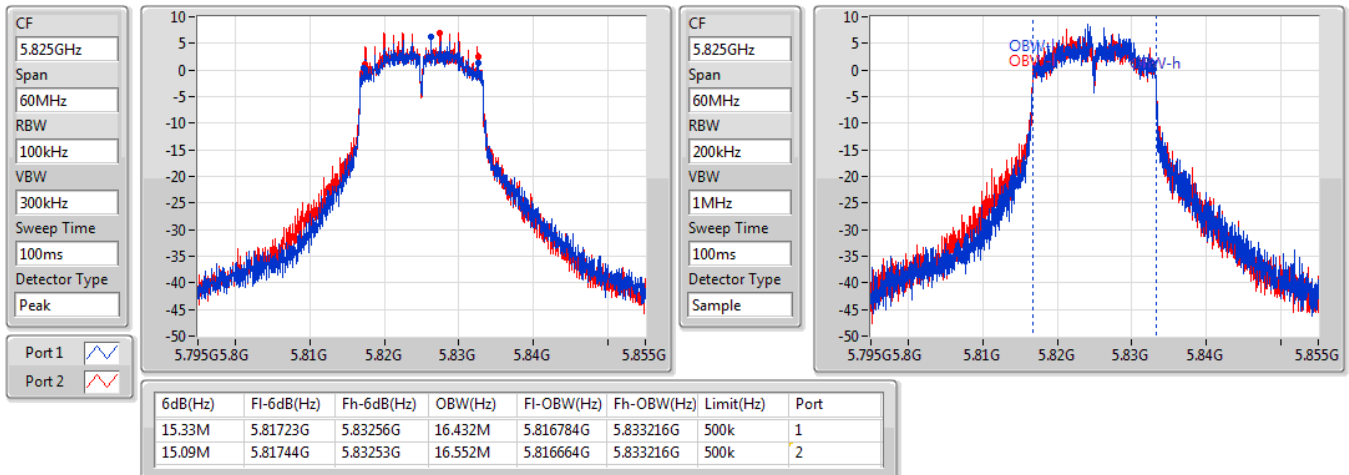 CF
5.825GHz
Span
60MHz
RBW
100kHz
VBW
300kHz
Sweep Time
100ms
Detector Type
Peak
Port 1
Port 2
10
5
0
-5
-10
-15
-20
-25
-30
-35
-40
-45
-50
5.795G 5.8G 5.81G 5.82G 5.83G 5.84G 5.855G
CF
5.825GHz
Span
60MHz
RBW
200kHz
VBW
1MHz
Sweep Time
100ms
Detector Type
Sample
10
5
0
-5
-10
-15
-20
-25
-30
-35
-40
-45
-50
5.795G 5.8G 5.81G 5.82G 5.83G 5.84G 5.855G
6dB(Hz) Fl-6dB(Hz) Fh-6dB(Hz) OBW(Hz) Fl-OBW(Hz) Fh-OBW(Hz) Limit(Hz) Port
15.33M 5.81723G 5.83256G 16.432M 5.816784G 5.833216G 500k 1
15.09M 5.81744G 5.83253G 16.552M 5.816664G 5.833216G 500k 2